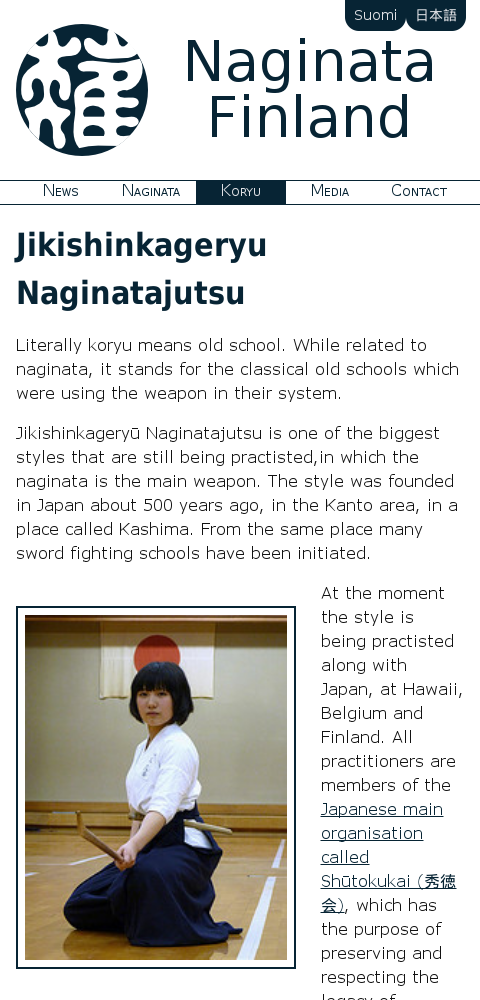 Suomi 日本語
Naginata
Finland
News Naginata Koryu Media Contact
Jikishinkageryu
Naginatajutsu
Literally koryu means old school. While related to
naginata, it stands for the classical old schools which
were using the weapon in their system.
Jikishinkageryū Naginatajutsu is one of the biggest
styles that are still being practisted,in which the
naginata is the main weapon. The style was founded
in Japan about 500 years ago, in the Kanto area, in a
place called Kashima. From the same place many
sword fighting schools have been initiated.
At the moment
the style is
being practisted
along with
Japan, at Hawaii,
Belgium and
Finland. All
practitioners are
members of the
Japanese main
organisation
called
Shūtokukai (秀徳
会), which has
the purpose of
preserving and
respecting the
legacy of